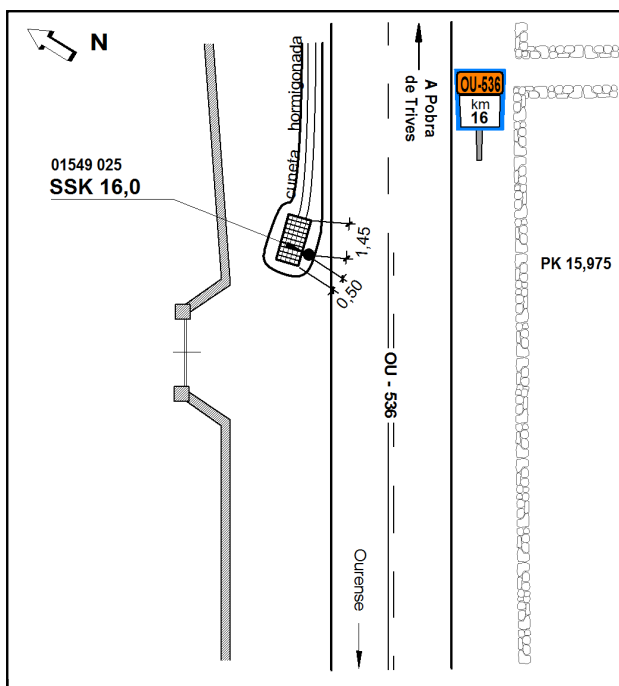 N
cuneta hormigonada
A Pobra
de Trives
OU-536
km
16
01549 025
SSK 16,0
1,45
0,50
PK 15,975
OU - 536
Ourense